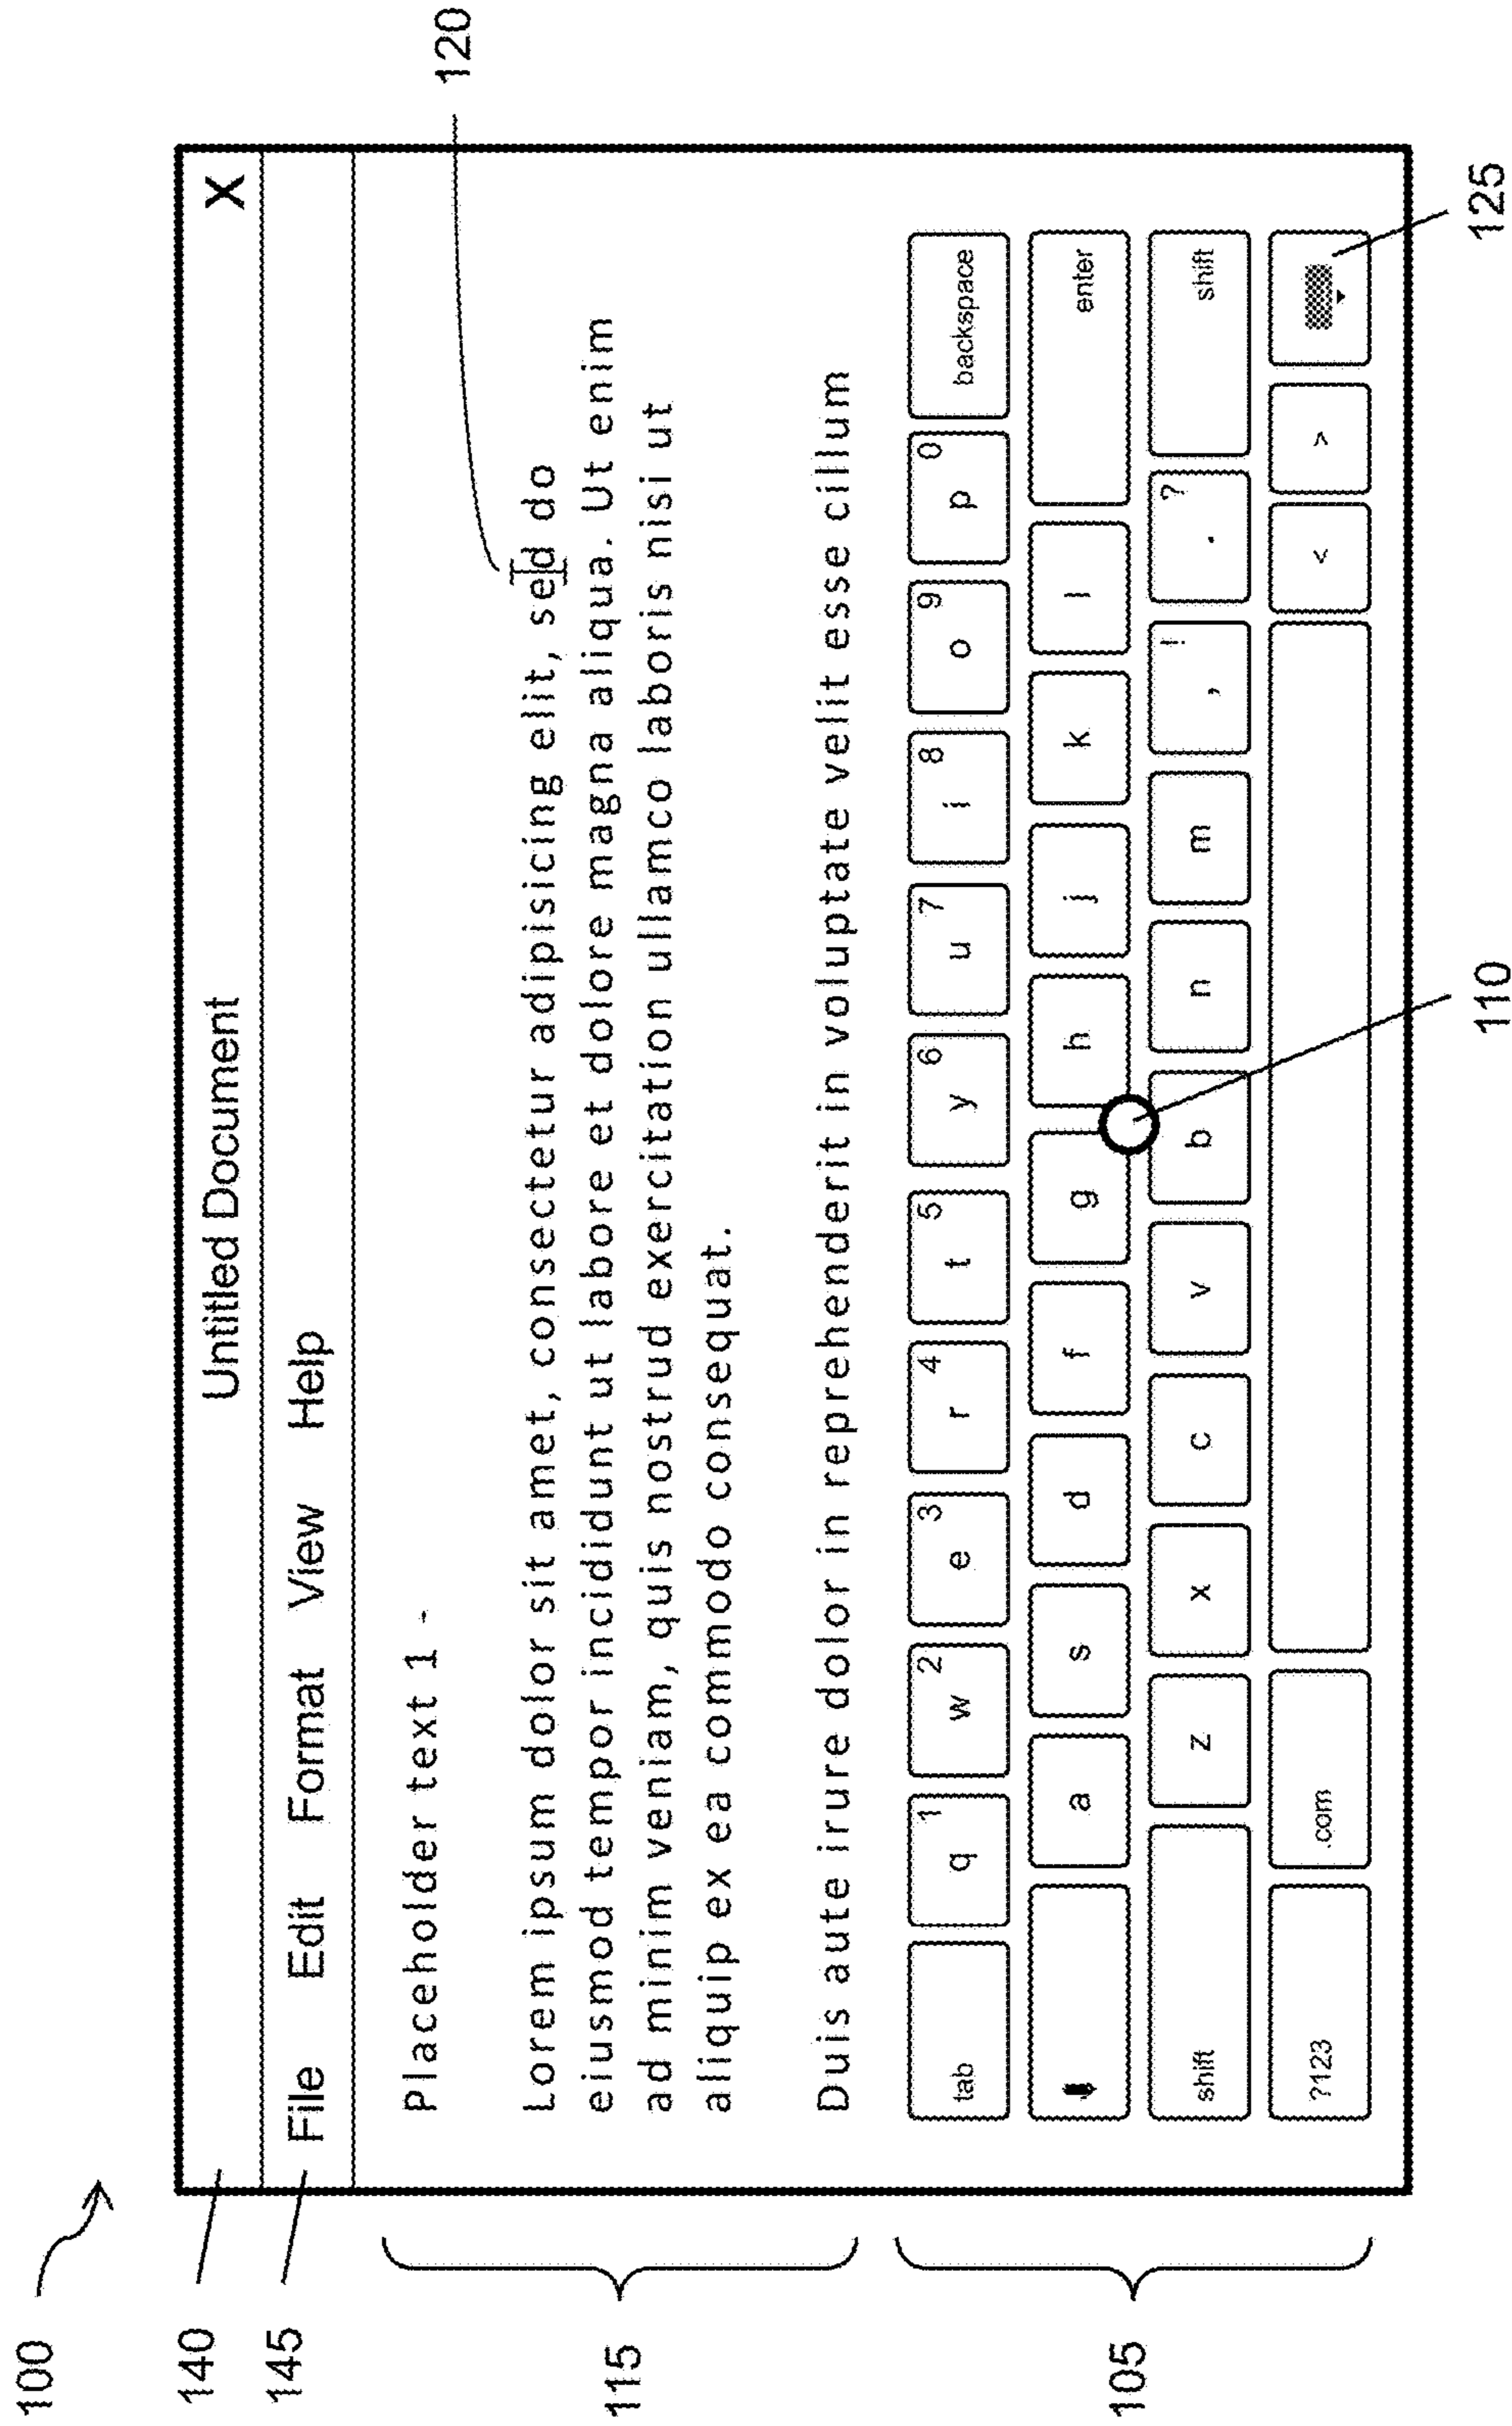 100
120
140
Untitled Document X
145
File Edit Format View Help
115
Placeholder text 1 -
Lorem ipsum dolor sit amet, consectetur adipisicing elit, sed do
eiusmod tempor incididunt ut labore et dolore magna aliqua. Ut enim
ad minim veniam, quis nostrud exercitation ullamco laboris nisi ut
aliquip ex ea commodo consequat.
Duis aute irure dolor in reprehenderit in voluptate velit esse cillum
105
tab q 1 w 2 e 3 r 4 t 5 y 6 u 7 i 8 o 9 p 0 backspace
a s d f g h j k l enter
shift z x c v b n m , ! . ? shift
?123 .com < >
110
125